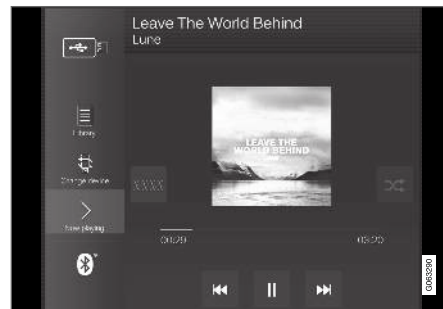 Leave The World Behind
Lune
Library
LEAVE THE
WORLD BEHIND
Change device
XXXX
Now playing
00:29
03:20
G063290